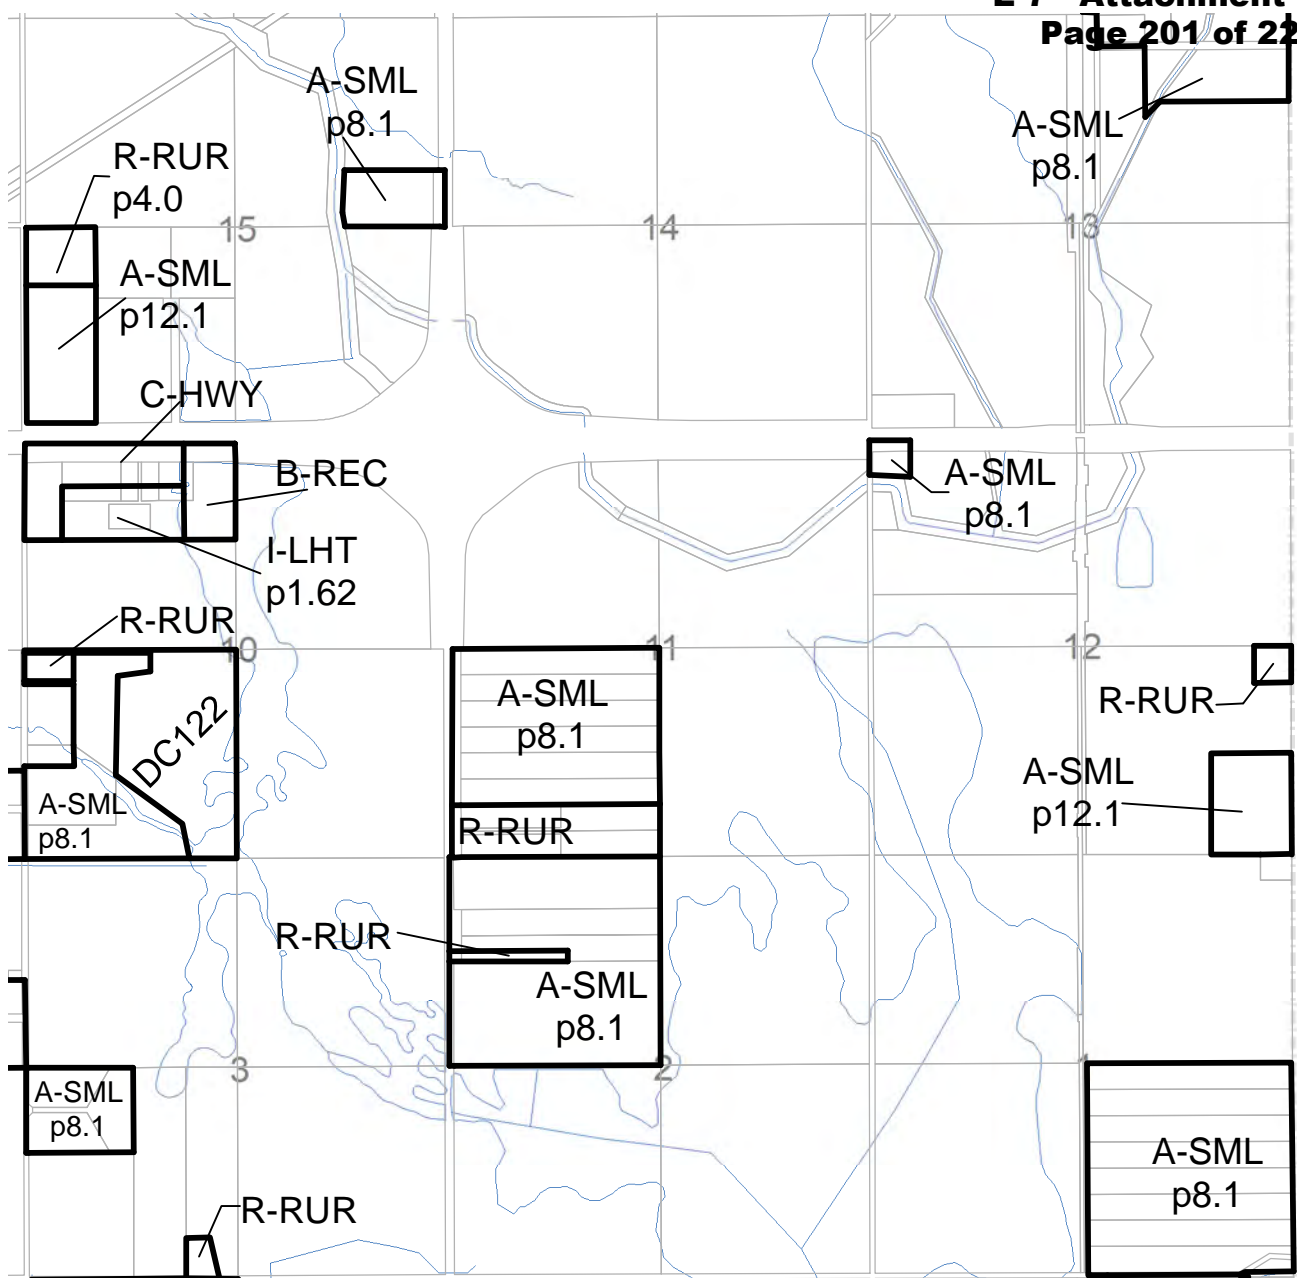 E-7 - Attachment
Page 201 of 22
A-SML
p8.1
A-SML
p8.1
R-RUR
p4.0
15
14
13
A-SML
p12.1
C-HWY
B-REC
A-SML
p8.1
I-LHT
p1.62
R-RUR
10
11
12
A-SML
p8.1
R-RUR
DC122
A-SML
p12.1
A-SML
p8.1
R-RUR
R-RUR
A-SML
p8.1
3
2
1
A-SML
p8.1
A-SML
p8.1
R-RUR